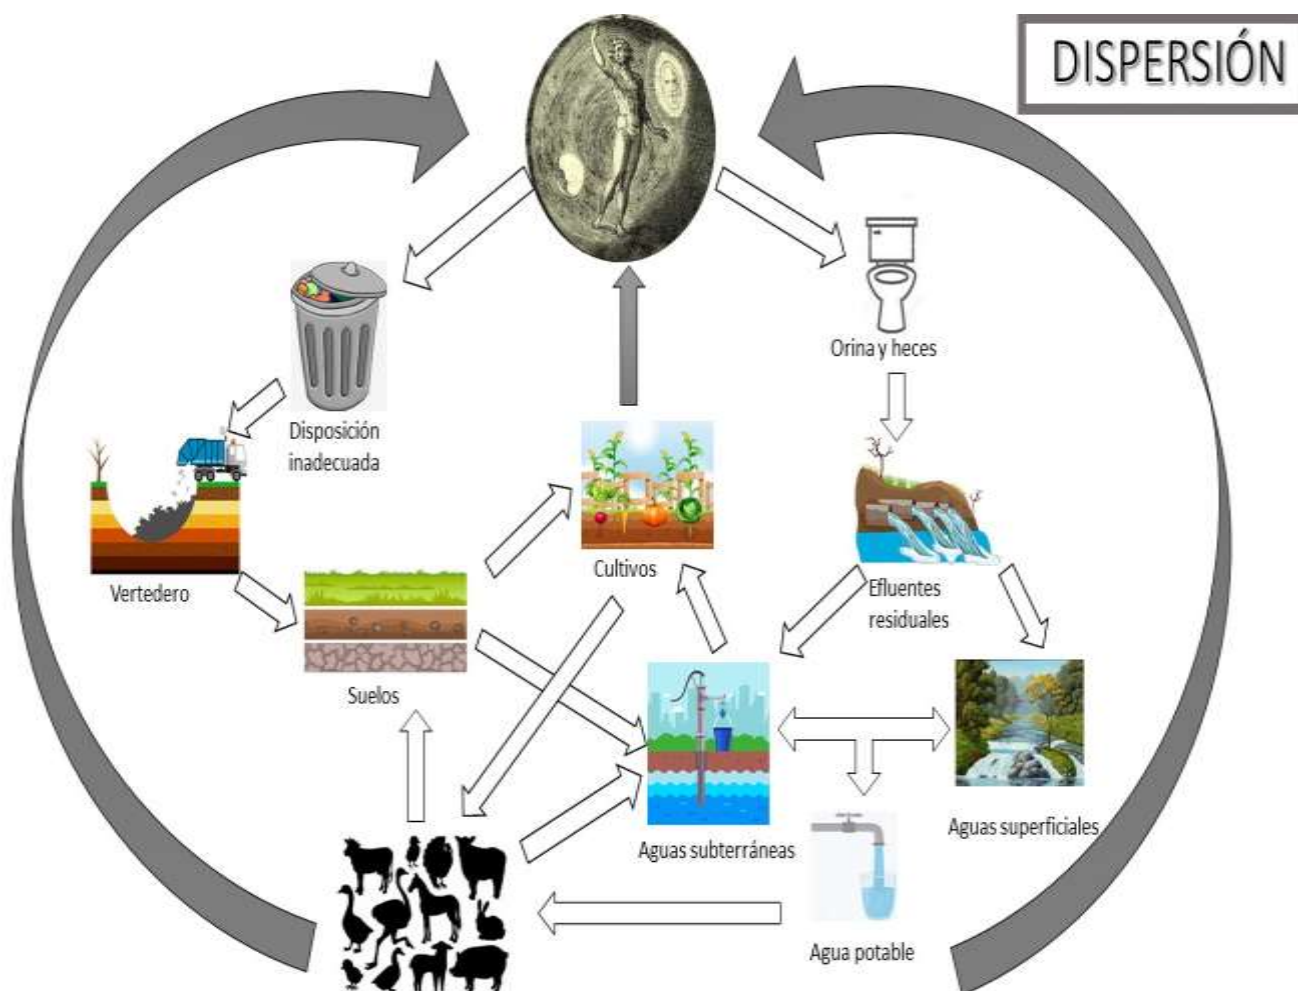 DISPERSIÓN
Orina y heces
Disposición
inadecuada
Cultivos
Efluentes
residuales
Vertedero
Suelos
Aguas subterráneas
Aguas superficiales
Agua potable